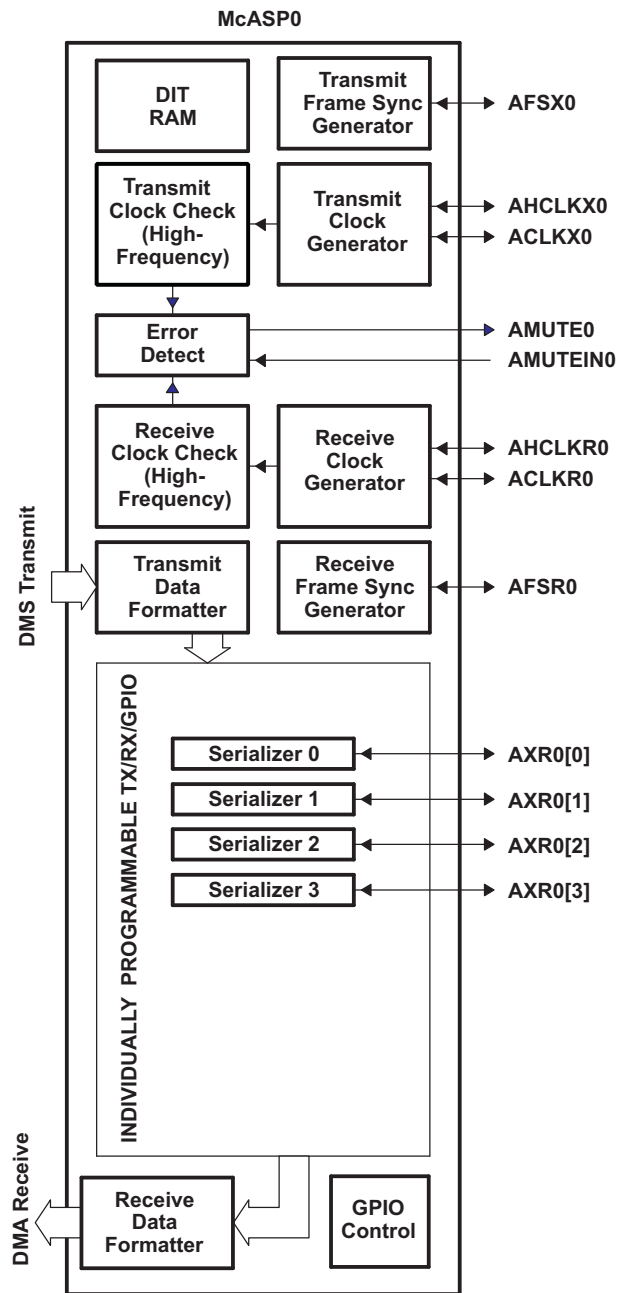 McASP0
DIT
RAM
Transmit
Frame Sync
Generator
AFSX0
Transmit
Clock Check
(High-
Frequency)
Transmit
Clock
Generator
AHCLKX0
ACLKX0
Error
Detect
AMUTE0
AMUTEIN0
Receive
Clock Check
(High-
Frequency)
Receive
Clock
Generator
AHCLKR0
ACLKR0
DMS Transmit
Transmit
Data
Formatter
Receive
Frame Sync
Generator
AFSR0
INDIVIDUALLY PROGRAMMABLE TX/RX/GPIO
Serializer 0
AXR0[0]
Serializer 1
AXR0[1]
Serializer 2
AXR0[2]
Serializer 3
AXR0[3]
DMA Receive
Receive
Data
Formatter
GPIO
Control